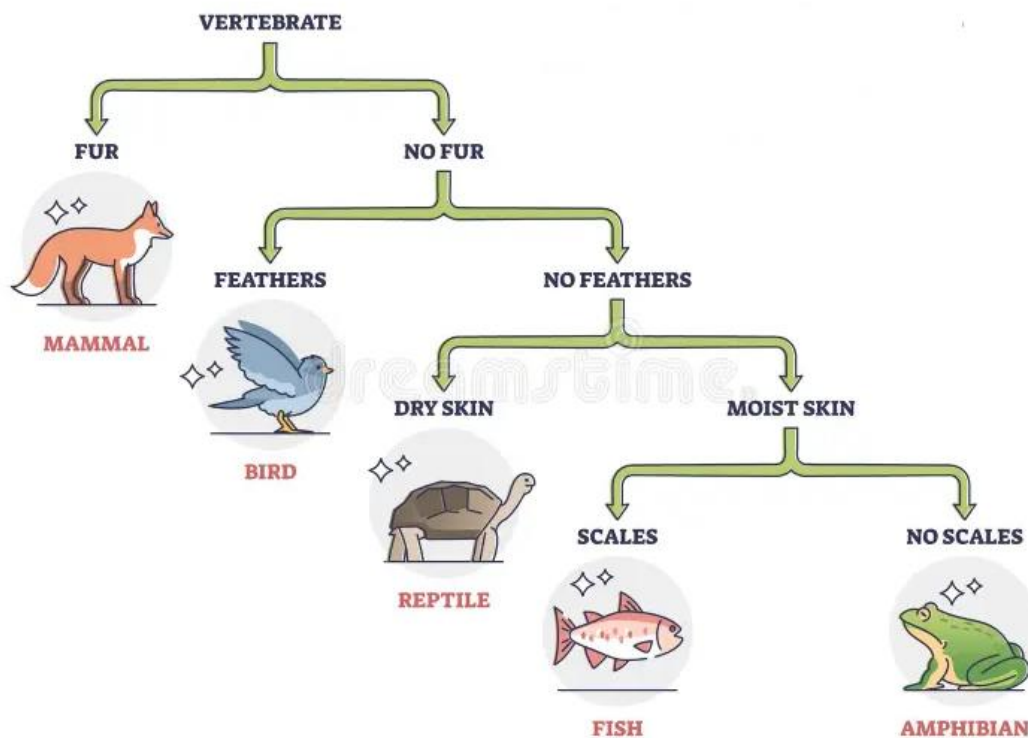 VERTEBRATE
FUR
NO FUR
MAMMAL
FEATHERS
NO FEATHERS
BIRD
DRY SKIN
MOIST SKIN
REPTILE
SCALES
NO SCALES
FISH
AMPHIBIAN
dreamstime.